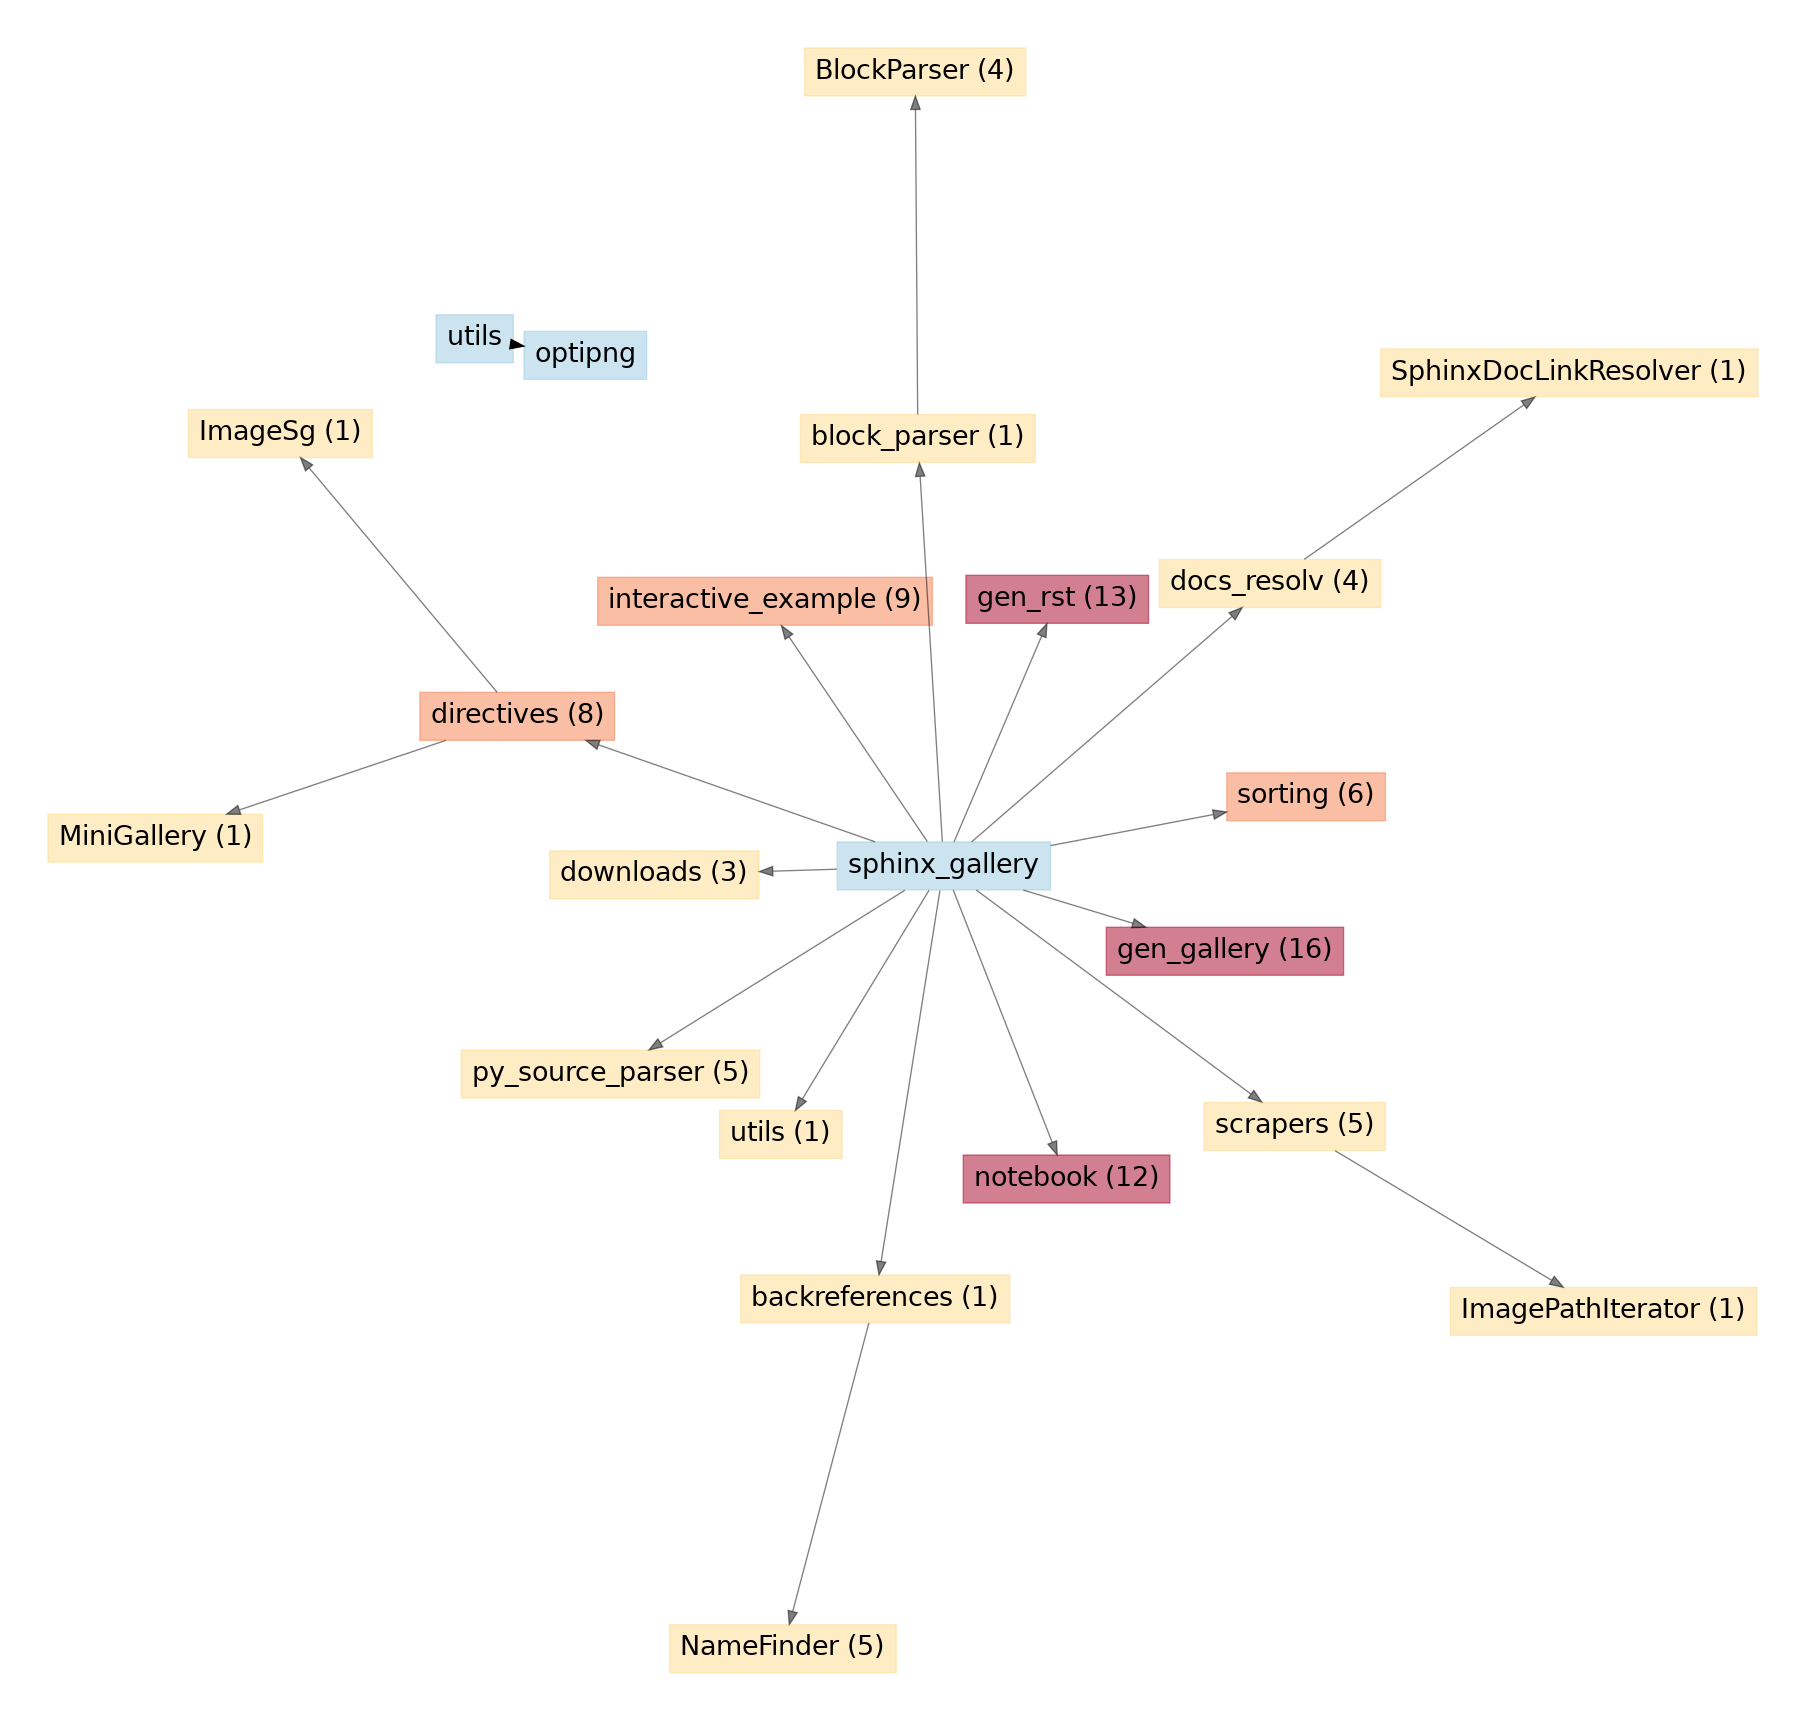 BlockParser (4)
utils
optipng
SphinxDocLinkResolver (1)
ImageSg (1)
block_parser (1)
docs_resolv (4)
interactive_example (9)
gen_rst (13)
directives (8)
sorting (6)
MiniGallery (1)
sphinx_gallery
downloads (3)
gen_gallery (16)
py_source_parser (5)
scrapers (5)
utils (1)
notebook (12)
backreferences (1)
ImagePathIterator (1)
NameFinder (5)